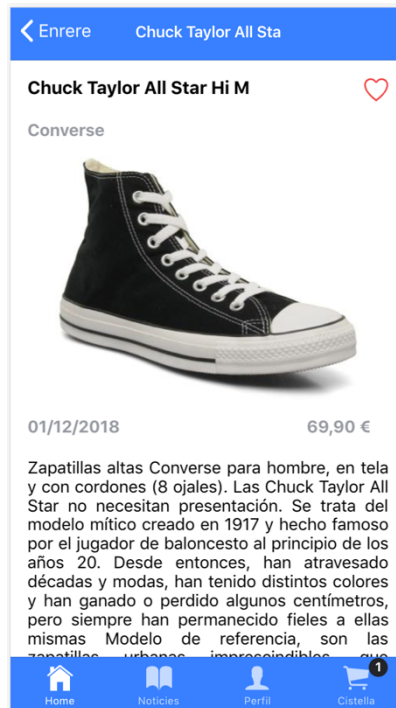 Enrere
Chuck Taylor All Sta
Chuck Taylor All Star Hi M
Converse
01/12/2018
69,90 €
Zapatillas altas Converse para hombre, en tela
y con cordones (8 ojales). Las Chuck Taylor All
Star no necesitan presentación. Se trata del
modelo mítico creado en 1917 y hecho famoso
por el jugador de baloncesto al principio de los
años 20. Desde entonces, han atravesado
décadas y modas, han tenido distintos colores
y han ganado o perdido algunos centímetros,
pero siempre han permanecido fieles a ellas
mismas Modelo de referencia, son las
zapatillas urbanas imprescindibles que
1
Home
Noticies
Perfil
Cistella